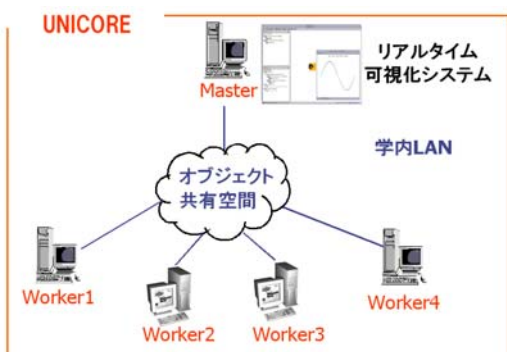 UNICORE
リアルタイム
可視化システム
Master
学内LAN
オブジェクト
共有空間
Worker1
Worker4
Worker2
Worker3